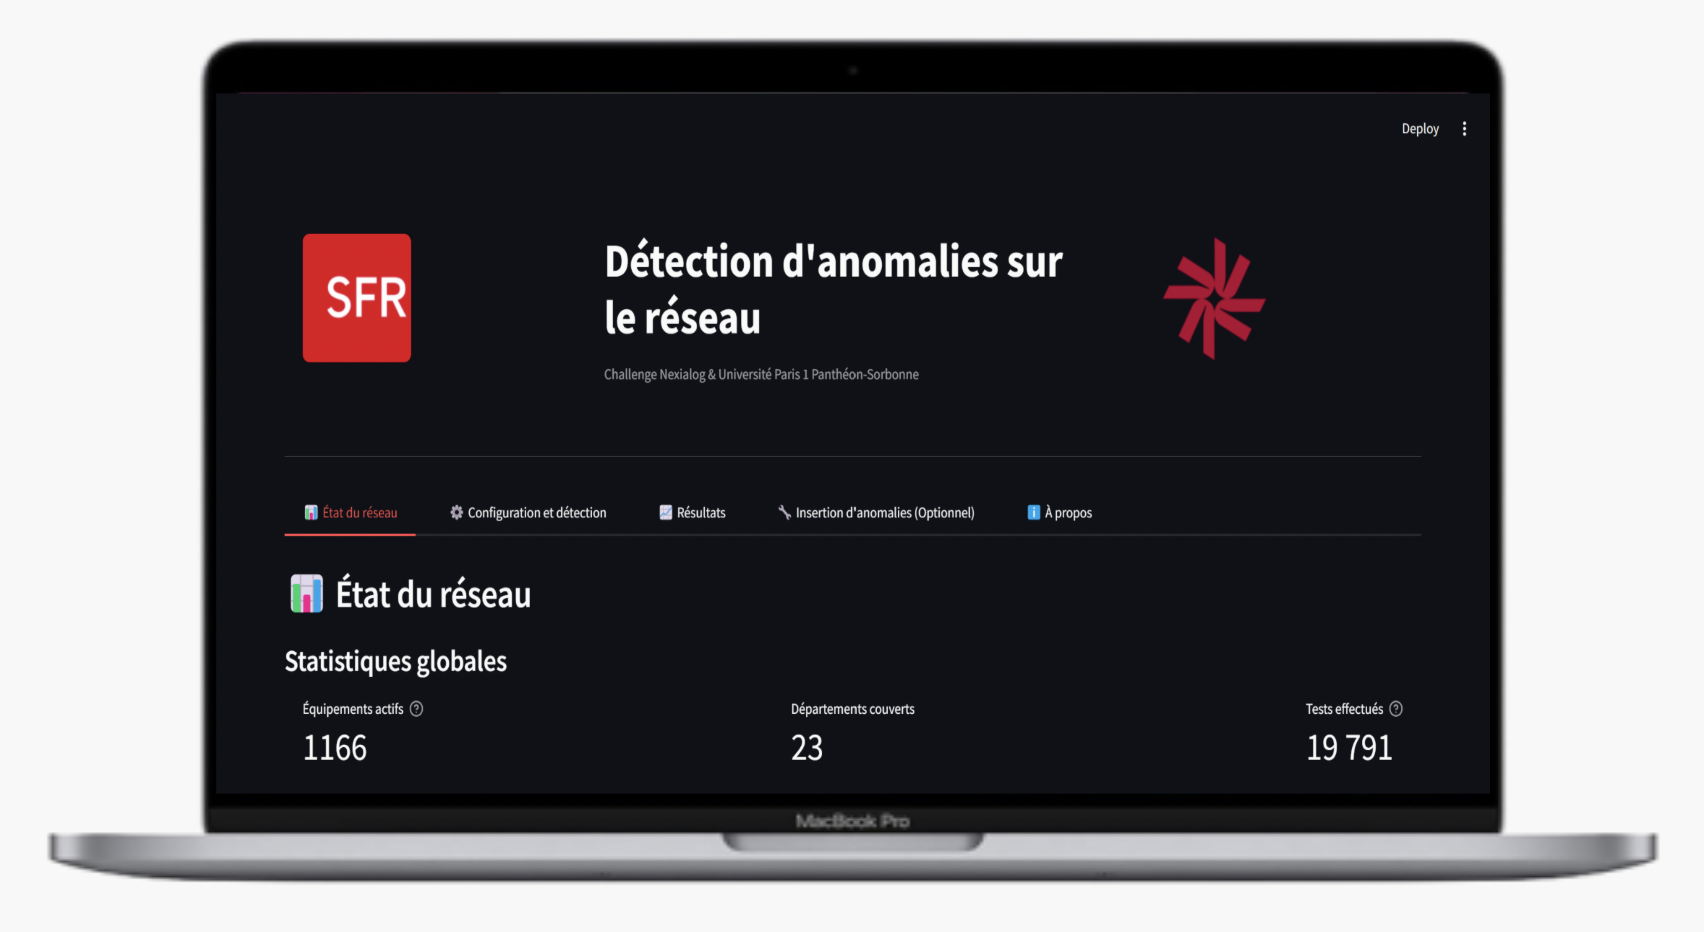 Deploy
SFR
Détection d'anomalies sur
le réseau
Challenge Nexialog & Université Paris 1 Panthéon-Sorbonne
État du réseau
Configuration et détection
Résultats
Insertion d'anomalies (Optionnel)
À propos
État du réseau
Statistiques globales
Équipements actifs
Départements couverts
Tests effectués
1166
23
19 791
MacBook Pro